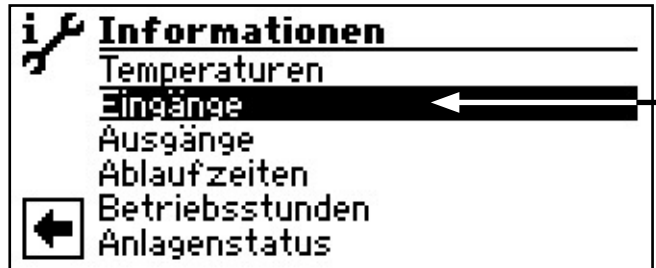 i Informationen
Temperaturen
Eingänge
Ausgänge
Ablaufzeiten
Betriebsstunden
Anlagenstatus